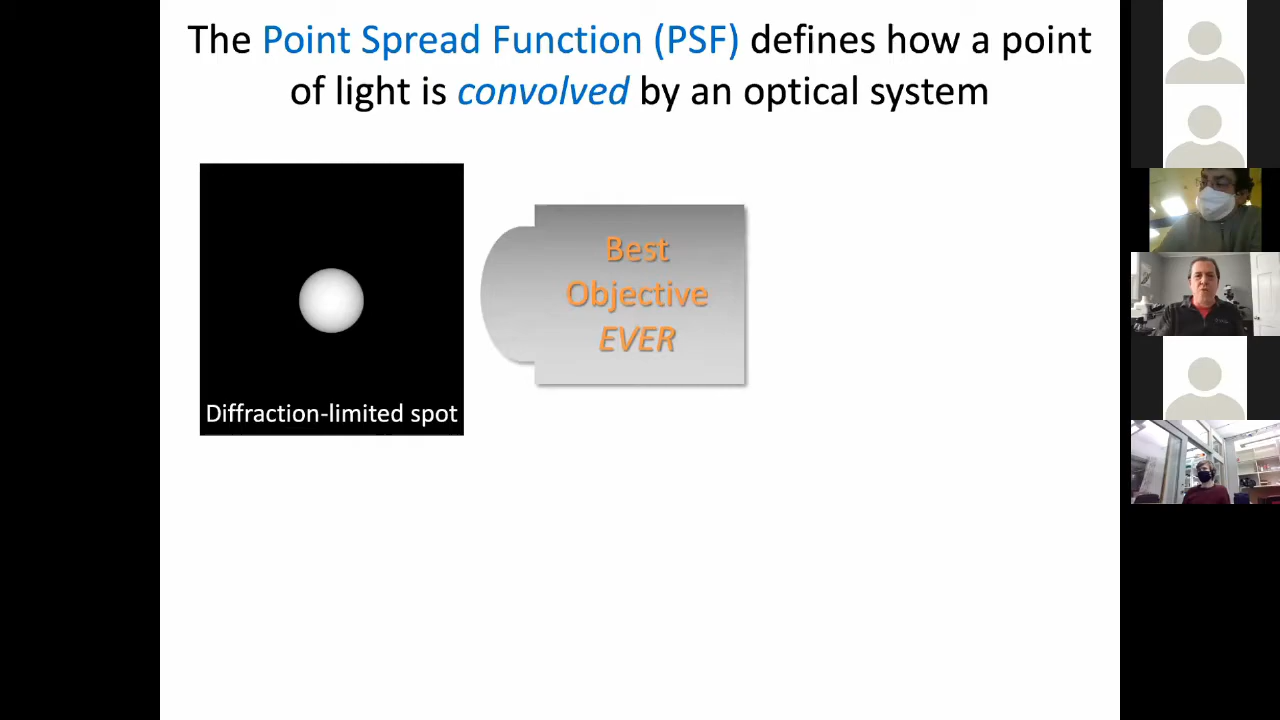 The Point Spread Function (PSF) defines how a point
of light is convolved by an optical system
Best
Objective
EVER
Diffraction-limited spot